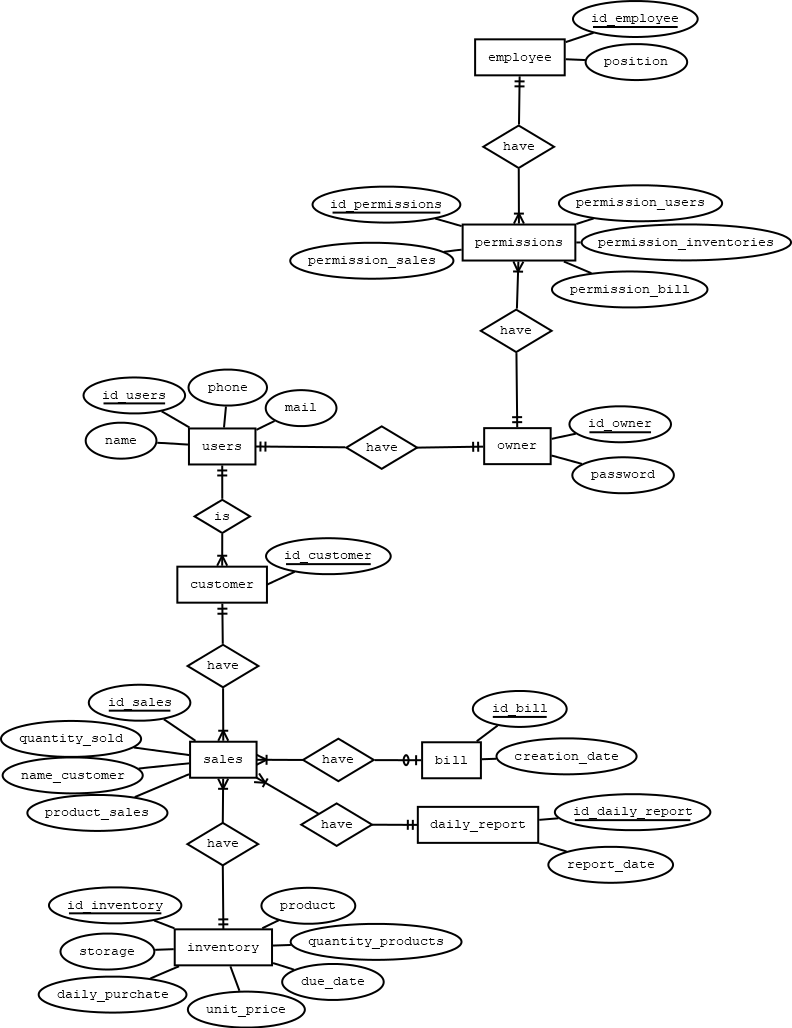 id_employee
employee
position
have
id_permissions
permission_users
permissions
permission_inventories
permission_sales
permission_bill
have
id_users
phone
mail
name
users
have
owner
id_owner
password
is
id_customer
customer
have
id_sales
id_bill
quantity_sold
sales
have
bill
creation_date
name_customer
product_sales
have
daily_report
id_daily_report
have
report_date
id_inventory
product
storage
inventory
quantity_products
daily_purchate
due_date
unit_price